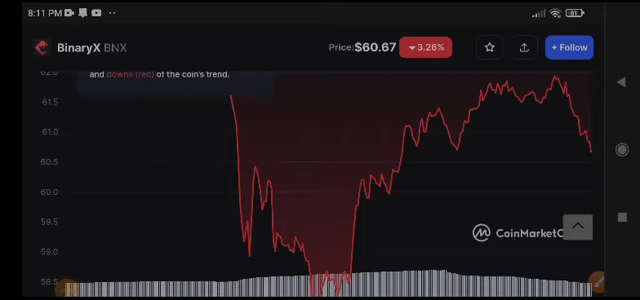 8:11 PM
81
BinaryX BNX
Price:$60.67
3.26%
+ Follow
and downs (red) of the coin's trend.
62.0
61.5
61.0
60.5
60.0
59.5
59.0
58.5
CoinMarketC